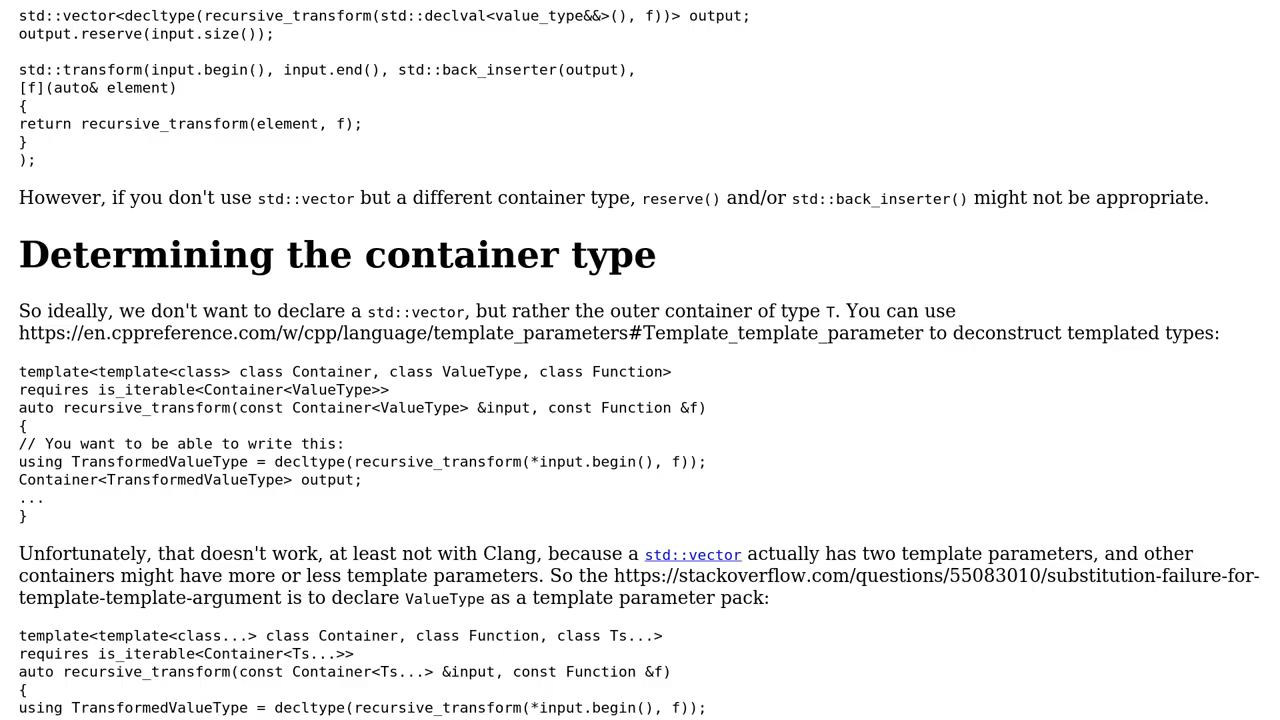 std::vector<decltype(recursive_transform(std::declval<value_type&&>(), f))> output;
output.reserve(input.size());
std::transform(input.begin(), input.end(), std::back_inserter(output),
[f](auto& element)
{
return recursive_transform(element, f);
}
);
However, if you don't use std::vector but a different container type, reserve() and/or std::back_inserter() might not be appropriate.
Determining the container type
So ideally, we don't want to declare a std::vector, but rather the outer container of type T. You can use
https://en.cppreference.com/w/cpp/language/template_parameters#Template_template_parameter to deconstruct templated types:
template<template<class> class Container, class ValueType, class Function>
requires is_iterable<Container<ValueType>>
auto recursive_transform(const Container<ValueType> &input, const Function &f)
{
// You want to be able to write this:
using TransformedValueType = decltype(recursive_transform(*input.begin(), f));
Container<TransformedValueType> output;
...
}
Unfortunately, that doesn't work, at least not with Clang, because a std::vector actually has two template parameters, and other
containers might have more or less template parameters. So the https://stackoverflow.com/questions/55083010/substitution-failure-for-
template-template-argument is to declare ValueType as a template parameter pack:
template<template<class...> class Container, class Function, class Ts...>
requires is_iterable<Container<Ts...>>
auto recursive_transform(const Container<Ts...> &input, const Function &f)
{
using TransformedValueType = decltype(recursive_transform(*input.begin(), f));